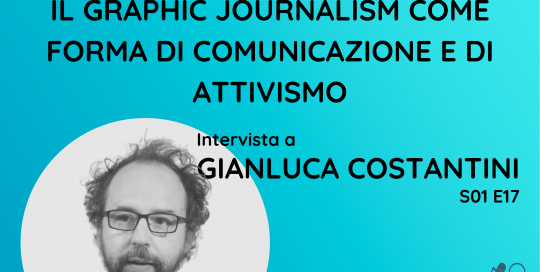 IL GRAPHIC JOURNALISM COME
FORMA DI COMUNICAZIONE E DI
ATTIVISMO
Intervista a
GIANLUCA COSTANTINI
S01 E17